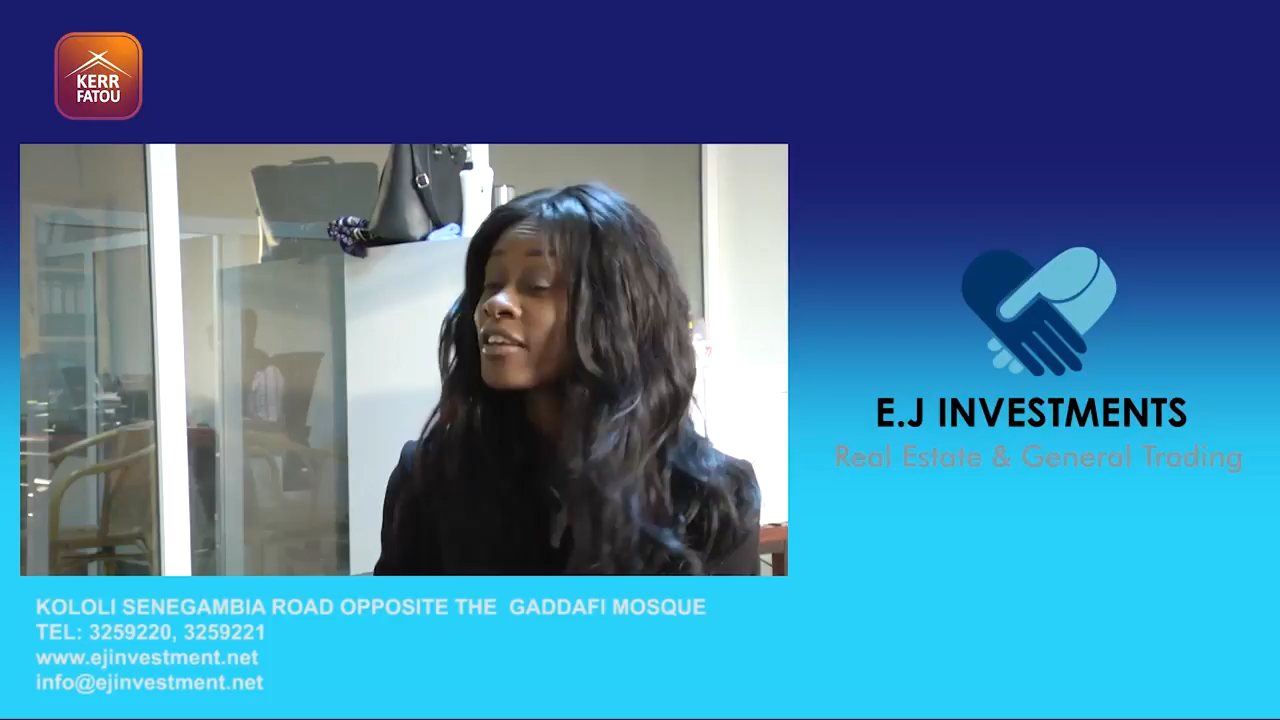 KERR
FATOU
E.J INVESTMENTS
Real Estate & General Trading
KOLOLI SENEGAMBIA ROAD OPPOSITE THE  GADDAFI MOSQUE
TEL: 3259220, 3259221
www.ejinvestment.net
info@ejinvestment.net